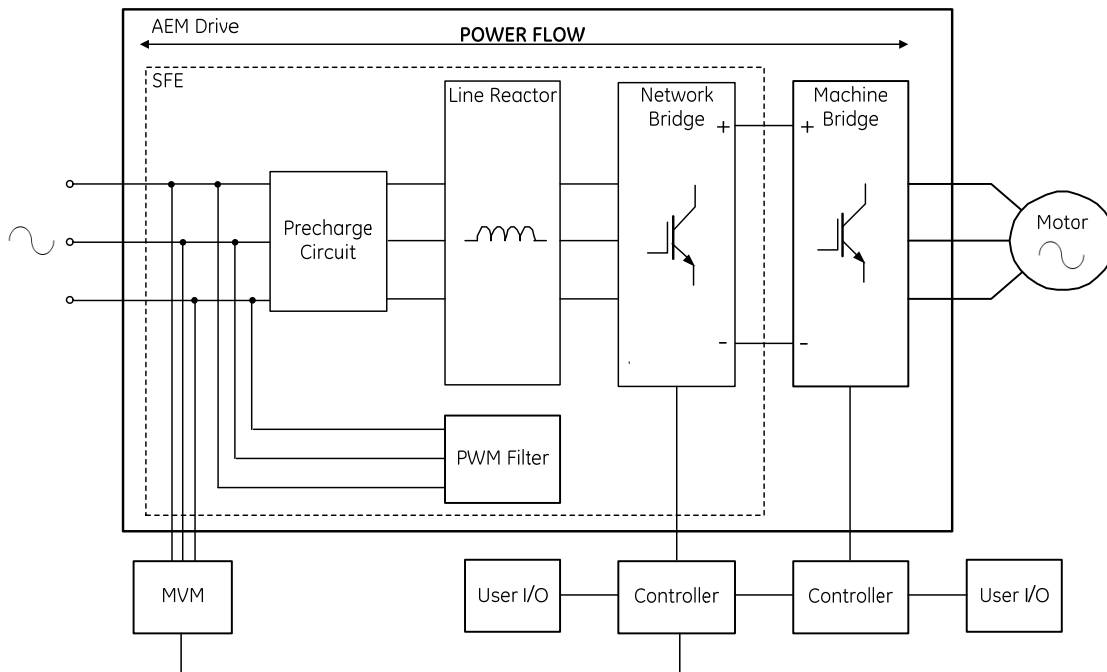 AEM Drive
POWER FLOW
SFE
Line Reactor
Network
Bridge
Machine
Bridge
+
+
Precharge
Circuit
Motor
-
-
PWM Filter
MVM
User I/O
Controller
Controller
User I/O